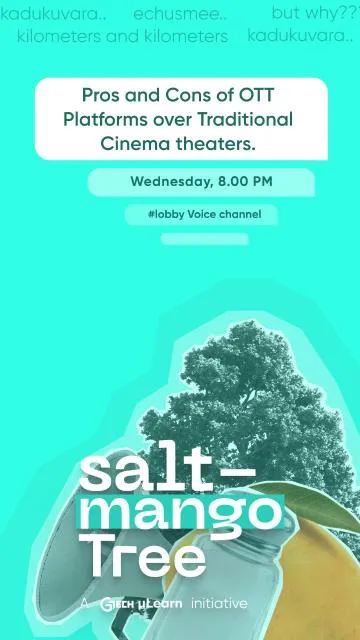 kadukuvara.. echusmee.. but why???
kilometers and kilometers kadukuvara..
Pros and Cons of OTT
Platforms over Traditional
Cinema theaters.
Wednesday, 8.00 PM
#lobby Voice channel
salt-
mango
Tree
A GTECH µLearn initiative